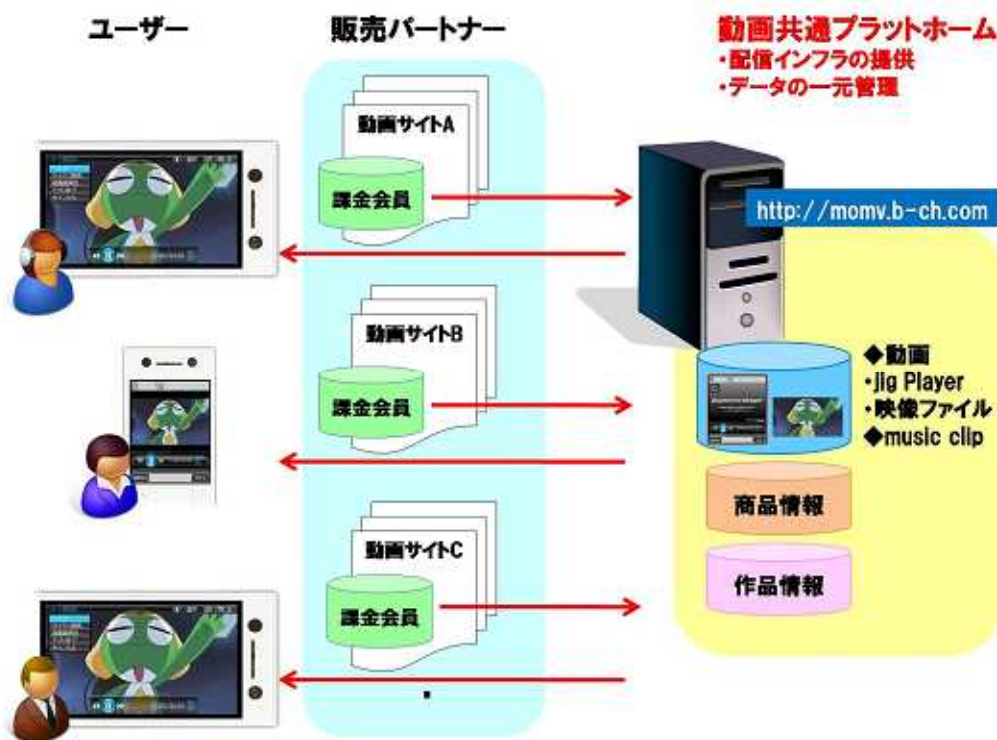 ユーザー
販売パートナー
動画共通プラットホーム
・配信インフラの提供
・データの一元管理
動画サイトA
課金会員
http://momv.b-ch.com
動画サイトB
課金会員
◆動画
・jig Player
・映像ファイル
◆music clip
商品情報
動画サイトC
課金会員
作品情報